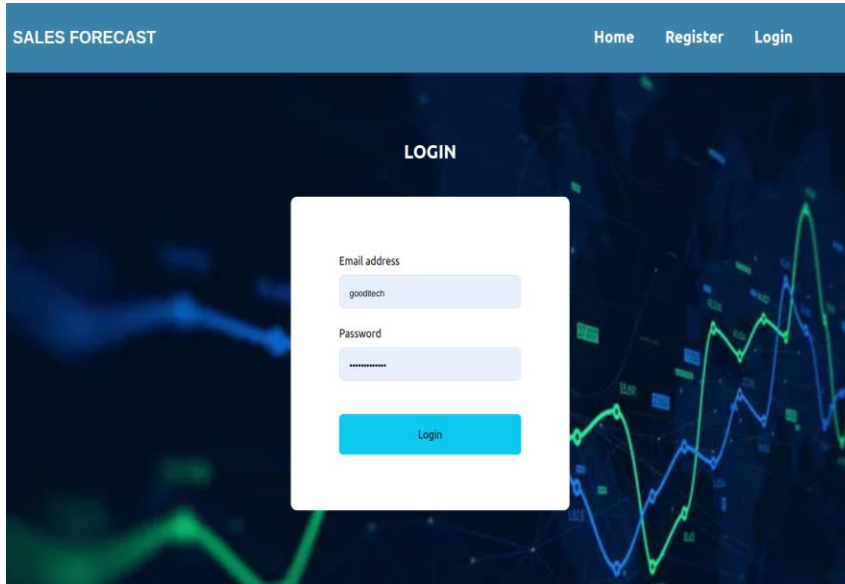 SALES FORECAST
Home Register Login
LOGIN
Email address
gooditech
Password
•••••••••••••
Login